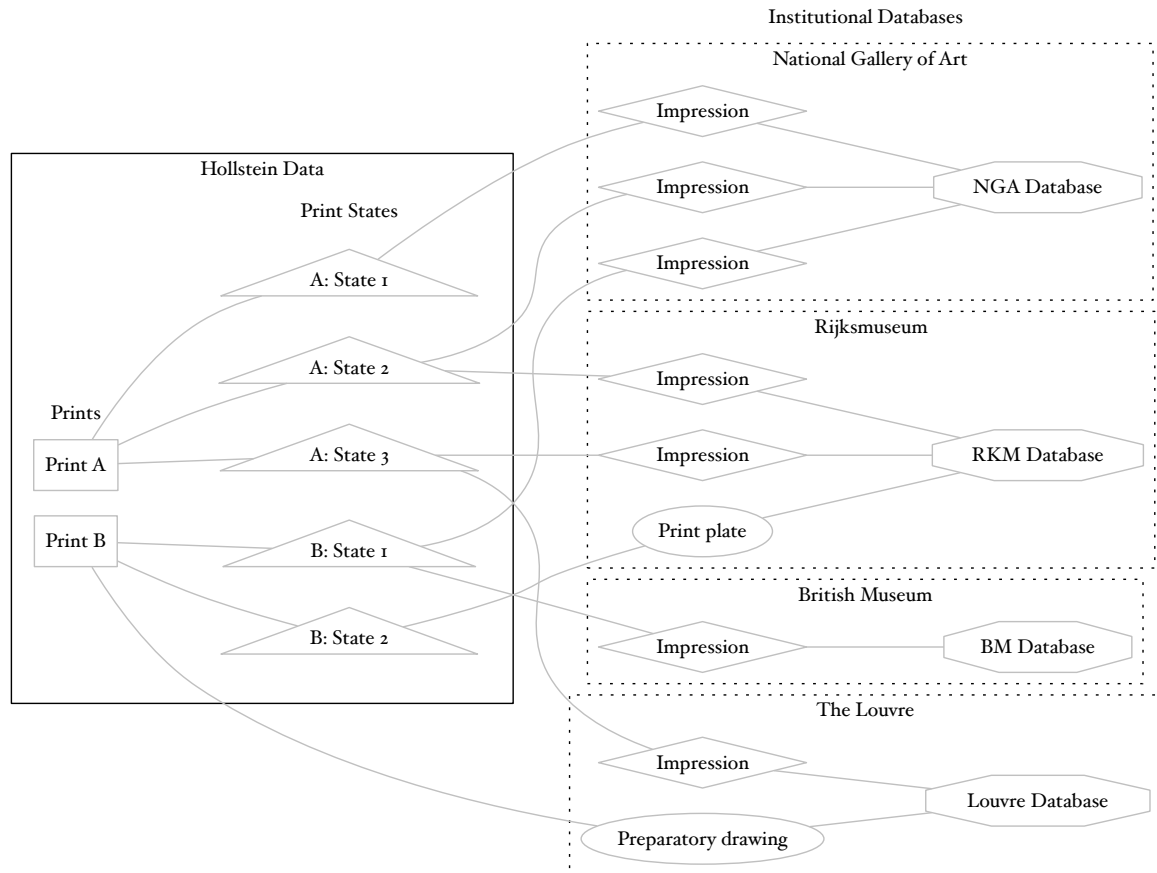 Institutional Databases
National Gallery of Art
Impression
Impression
NGA Database
Impression
Hollstein Data
Print States
A: State 1
A: State 2
A: State 3
B: State 1
B: State 2
Prints
Print A
Print B
Rijksmuseum
Impression
Impression
RKM Database
Print plate
British Museum
Impression
BM Database
The Louvre
Impression
Louvre Database
Preparatory drawing